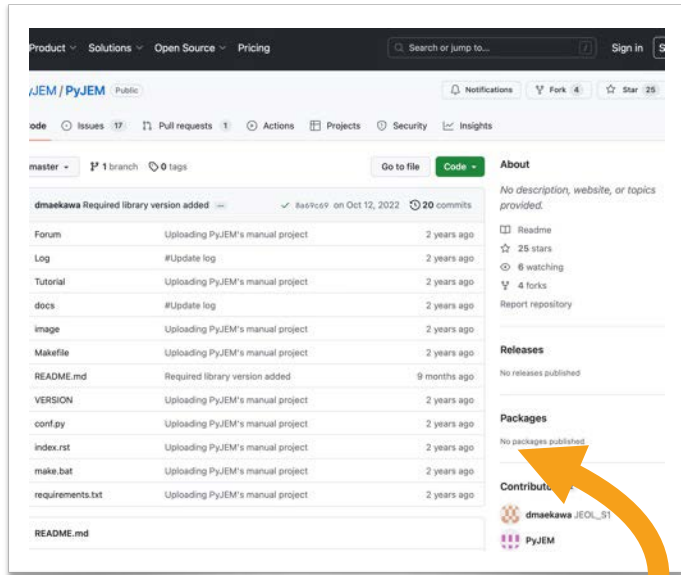 Product Solutions Open Source Pricing Search or jump to... / Sign in S
JEM / PyJEM Public Notifications Fork 4 Star 25
ode Issues 17 Pull requests 1 Actions Projects Security Insights
master 1 branch 0 tags Go to file Code
About
No description, website, or topics
provided.
Readme
25 stars
6 watching
4 forks
Report repository
dmaekawa Required library version added ... 8a69c69 on Oct 12, 2022 20 commits
Forum Uploading PyJEM's manual project 2 years ago
Log #Update log 2 years ago
Tutorial #Update log 2 years ago
docs #Update log 2 years ago
image Uploading PyJEM's manual project 2 years ago
Makefile Uploading PyJEM's manual project 2 years ago
README.md Required library version added 9 months ago
VERSION Uploading PyJEM's manual project 2 years ago
conf.py Uploading PyJEM's manual project 2 years ago
index.rst Uploading PyJEM's manual project 2 years ago
make.bat Uploading PyJEM's manual project 2 years ago
requirements.txt Uploading PyJEM's manual project 2 years ago
README.md
Releases
No releases published
Packages
No packages published
Contribut
dmaekawa JEOL_S1
PyJEM